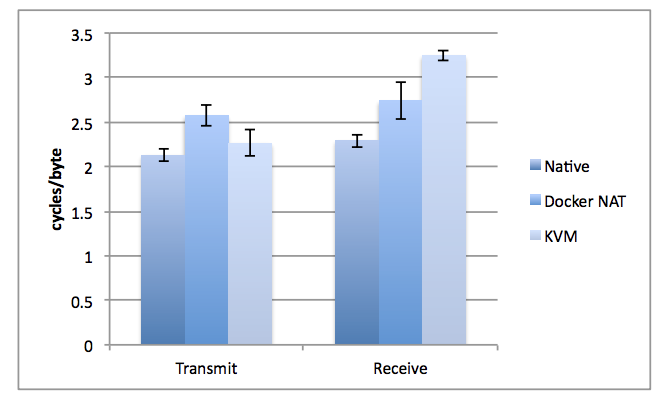 3.5
3
2.5
2
1.5
1
0.5
0
cycles/byte
Transmit
Receive
Native
Docker NAT
KVM